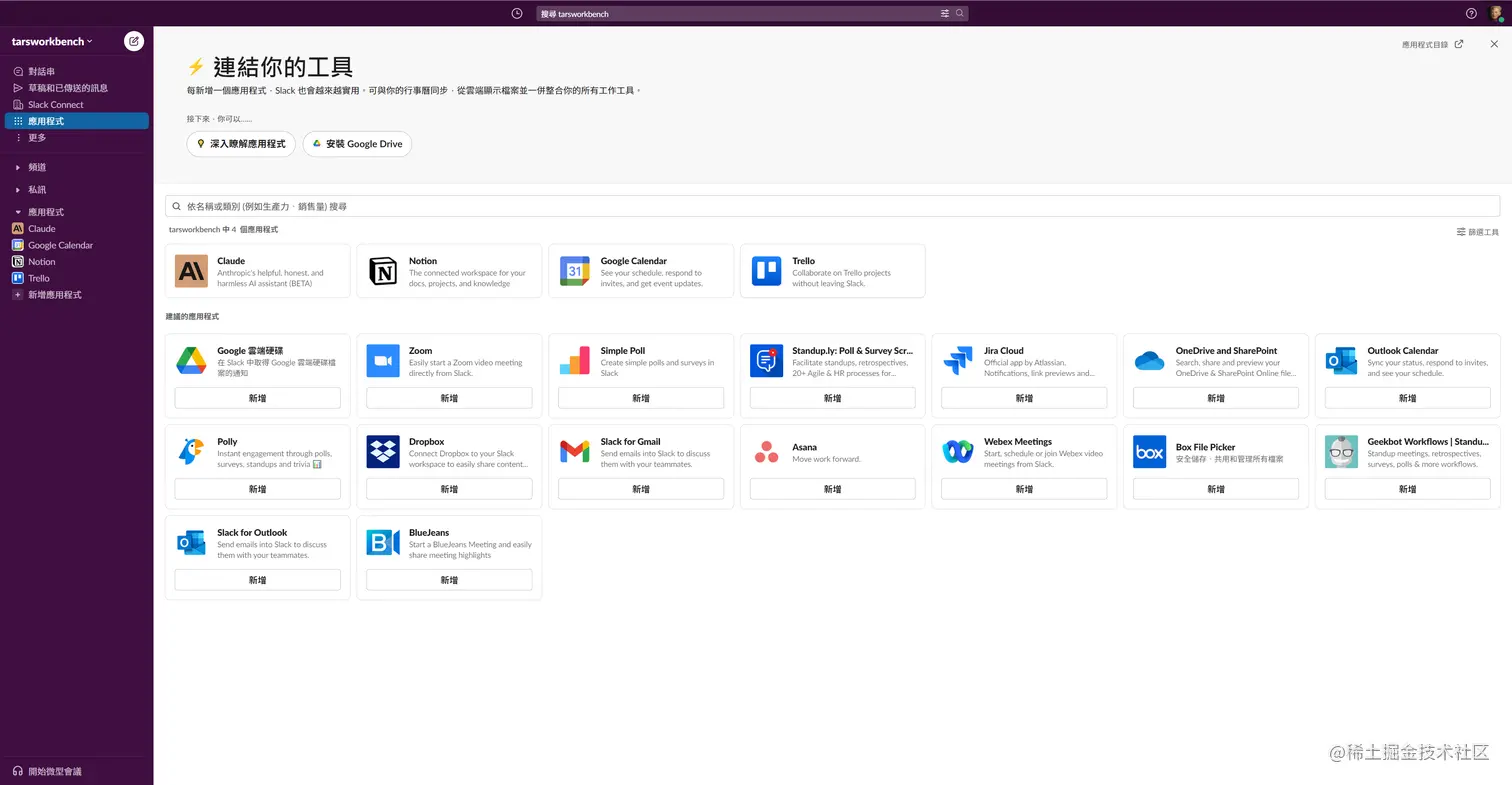 搜尋 tarsworkbench
tarsworkbench
對話串
草稿和已傳送的訊息
Slack Connect
應用程式
更多
頻道
私訊
應用程式
Claude
Google Calendar
Notion
Trello
新增應用程式
開始微型會議
應用程式目錄
連結你的工具
每新增一個應用程式,Slack 也會越來越實用。可與你的行事曆同步,從雲端顯示檔案並一併整合你的所有工作工具。
接下來,你可以......
深入瞭解應用程式
安裝 Google Drive
依名稱或類別 (例如生產力、銷售量) 搜尋
tarsworkbench 中 4 個應用程式
篩選工具
Claude
Anthropic's helpful, honest, and
harmless AI assistant (BETA)
Notion
The connected workspace for your
docs, projects, and knowledge
31
Google Calendar
See your schedule, respond to
invites, and get event updates.
Trello
Collaborate on Trello projects
without leaving Slack.
建議的應用程式
Google 雲端硬碟
在 Slack 中取得 Google 雲端硬碟檔
案的通知
新增
Zoom
Easily start a Zoom video meeting
directly from Slack.
新增
Simple Poll
Create simple polls and surveys in
Slack
新增
Standup.ly: Poll & Survey Scr...
Facilitate standups, retrospectives,
20+ Agile & HR processes for...
新增
Jira Cloud
Official app by Atlassian.
Notifications, link previews and...
新增
OneDrive and SharePoint
Search, share and preview your
OneDrive & SharePoint Online file...
新增
Outlook Calendar
Sync your status, respond to invites,
and see your schedule.
新增
Polly
Instant engagement through polls,
surveys, standups and trivia
新增
Dropbox
Connect Dropbox to your Slack
workspace to easily share content...
新增
Slack for Gmail
Send emails into Slack to discuss
them with your teammates.
新增
Asana
Move work forward.
新增
Webex Meetings
Start, schedule or join Webex video
meetings from Slack.
新增
box
Box File Picker
安全儲存、共用和管理所有檔案
新增
Geekbot Workflows | Standu...
Standup meetings, retrospectives,
surveys, polls & more workflows.
新增
Slack for Outlook
Send emails into Slack to discuss
them with your teammates.
新增
BlueJeans
Start a BlueJeans Meeting and easily
share meeting highlights
新增
@稀土掘金技术社区